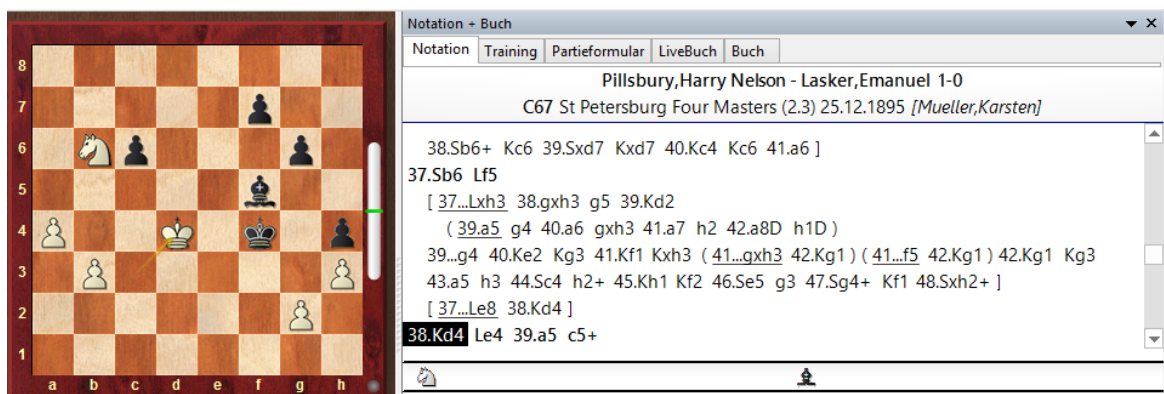 Notation + Buch
Notation Training Partieformular LiveBuch Buch
Pillsbury,Harry Nelson - Lasker,Emanuel 1-0
C67 St Petersburg Four Masters (2.3) 25.12.1895 [Mueller,Karsten]
38.Sb6+ Kc6 39.Sxd7 Kxd7 40.Kc4 Kc6 41.a6 ]
37.Sb6 Lf5
[ 37...Lxh3 38.gxh3 g5 39.Kd2
( 39.a5 g4 40.a6 gxh3 41.a7 h2 42.a8D h1D )
39...g4 40.Ke2 Kg3 41.Kf1 Kxh3 ( 41...gxh3 42.Kg1 ) ( 41...f5 42.Kg1 ) 42.Kg1 Kg3
43.a5 h3 44.Sc4 h2+ 45.Kh1 Kf2 46.Se5 g3 47.Sg4+ Kf1 48.Sxh2+ ]
[ 37...Le8 38.Kd4 ]
38.Kd4 Le4 39.a5 c5+
8
7
6
5
4
3
2
1
a b c d e f g h